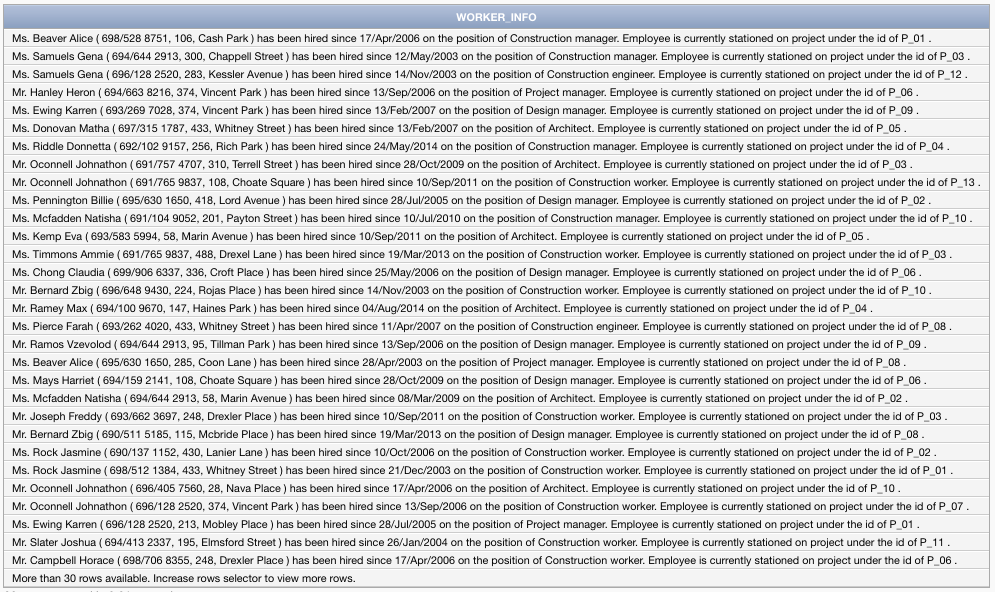 WORKER_INFO
Ms. Beaver Alice ( 698/528 8751, 106, Cash Park ) has been hired since 17/Apr/2006 on the position of Construction manager. Employee is currently stationed on project under the id of P_01 .
Ms. Samuels Gena ( 694/644 2913, 300, Chappell Street ) has been hired since 12/May/2003 on the position of Construction manager. Employee is currently stationed on project under the id of P_03 .
Ms. Samuels Gena ( 696/128 2520, 283, Kessler Avenue ) has been hired since 14/Nov/2003 on the position of Construction engineer. Employee is currently stationed on project under the id of P_12 .
Mr. Hanley Heron ( 694/663 8216, 374, Vincent Park ) has been hired since 13/Sep/2006 on the position of Project manager. Employee is currently stationed on project under the id of P_06 .
Ms. Ewing Karren ( 693/269 7028, 374, Vincent Park ) has been hired since 13/Feb/2007 on the position of Design manager. Employee is currently stationed on project under the id of P_09 .
Ms. Donovan Matha ( 697/315 1787, 433, Whitney Street ) has been hired since 13/Feb/2007 on the position of Architect. Employee is currently stationed on project under the id of P_05 .
Ms. Riddle Donnetta ( 692/102 9157, 256, Rich Park ) has been hired since 24/May/2014 on the position of Construction manager. Employee is currently stationed on project under the id of P_04 .
Mr. Oconnell Johnathon ( 691/757 4707, 310, Terrell Street ) has been hired since 28/Oct/2009 on the position of Architect. Employee is currently stationed on project under the id of P_03 .
Mr. Oconnell Johnathon ( 691/765 9837, 108, Choate Square ) has been hired since 10/Sep/2011 on the position of Construction worker. Employee is currently stationed on project under the id of P_13 .
Ms. Pennington Billie ( 695/630 1650, 418, Lord Avenue ) has been hired since 28/Jul/2005 on the position of Design manager. Employee is currently stationed on project under the id of P_02 .
Ms. Mcfadden Natisha ( 691/104 9052, 201, Payton Street ) has been hired since 10/Jul/2010 on the position of Construction manager. Employee is currently stationed on project under the id of P_10 .
Ms. Kemp Eva ( 693/583 5994, 58, Marin Avenue ) has been hired since 10/Sep/2011 on the position of Architect. Employee is currently stationed on project under the id of P_05 .
Ms. Timmons Ammie ( 691/765 9837, 488, Drexel Lane ) has been hired since 19/Mar/2013 on the position of Construction worker. Employee is currently stationed on project under the id of P_03 .
Ms. Chong Claudia ( 699/906 6337, 336, Croft Place ) has been hired since 25/May/2006 on the position of Design manager. Employee is currently stationed on project under the id of P_06 .
Mr. Bernard Zbig ( 696/648 9430, 224, Rojas Place ) has been hired since 14/Nov/2003 on the position of Construction worker. Employee is currently stationed on project under the id of P_10 .
Mr. Ramey Max ( 694/100 9670, 147, Haines Park ) has been hired since 04/Aug/2014 on the position of Architect. Employee is currently stationed on project under the id of P_04 .
Ms. Pierce Farah ( 693/262 4020, 433, Whitney Street ) has been hired since 11/Apr/2007 on the position of Construction engineer. Employee is currently stationed on project under the id of P_08 .
Mr. Ramos Vzevolod ( 694/644 2913, 95, Tillman Park ) has been hired since 13/Sep/2006 on the position of Design manager. Employee is currently stationed on project under the id of P_09 .
Ms. Beaver Alice ( 695/630 1650, 285, Coon Lane ) has been hired since 28/Apr/2003 on the position of Project manager. Employee is currently stationed on project under the id of P_08 .
Ms. Mays Harriet ( 694/159 2141, 108, Choate Square ) has been hired since 28/Oct/2009 on the position of Design manager. Employee is currently stationed on project under the id of P_06 .
Ms. Mcfadden Natisha ( 694/644 2913, 58, Marin Avenue ) has been hired since 08/Mar/2009 on the position of Design manager. Employee is currently stationed on project under the id of P_02 .
Mr. Joseph Freddy ( 693/662 3697, 248, Drexler Place ) has been hired since 10/Sep/2011 on the position of Construction worker. Employee is currently stationed on project under the id of P_03 .
Mr. Bernard Zbig ( 690/511 5185, 115, Mcbride Place ) has been hired since 19/Mar/2013 on the position of Design manager. Employee is currently stationed on project under the id of P_08 .
Ms. Rock Jasmine ( 690/137 1152, 430, Lanier Lane ) has been hired since 10/Oct/2006 on the position of Construction worker. Employee is currently stationed on project under the id of P_02 .
Ms. Rock Jasmine ( 698/512 1384, 433, Whitney Street ) has been hired since 21/Dec/2003 on the position of Construction worker. Employee is currently stationed on project under the id of P_01 .
Mr. Oconnell Johnathon ( 696/405 7560, 28, Nava Place ) has been hired since 17/Apr/2006 on the position of Architect. Employee is currently stationed on project under the id of P_10 .
Mr. Oconnell Johnathon ( 696/128 2520, 374, Vincent Park ) has been hired since 13/Sep/2006 on the position of Construction worker. Employee is currently stationed on project under the id of P_07 .
Ms. Ewing Karren ( 696/128 2520, 213, Mobley Place ) has been hired since 28/Jul/2005 on the position of Project manager. Employee is currently stationed on project under the id of P_01 .
Mr. Slater Joshua ( 694/413 2337, 195, Elmsford Street ) has been hired since 26/Jan/2004 on the position of Construction worker. Employee is currently stationed on project under the id of P_11 .
Mr. Campbell Horace ( 698/706 8355, 248, Drexler Place ) has been hired since 17/Apr/2006 on the position of Construction worker. Employee is currently stationed on project under the id of P_06 .
More than 30 rows available. Increase rows selector to view more rows.